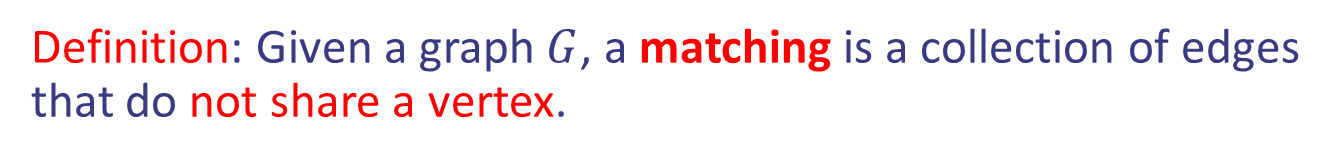 Definition: Given a graph G, a matching is a collection of edges
that do not share a vertex.